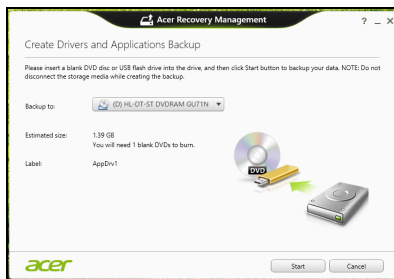 Acer Recovery Management
? _ X
Create Drivers and Applications Backup
Please insert a blank DVD disc or USB flash drive into the drive, and then click Start button to backup your data. NOTE: Do not
disconnect the storage media while creating the backup.
Backup to: (D) HL-DT-ST DVDRAM GU71N
Estimated size: 1.39 GB
You will need 1 blank DVDs to burn.
Label: AppDrv1
DVD
acer
Start Cancel